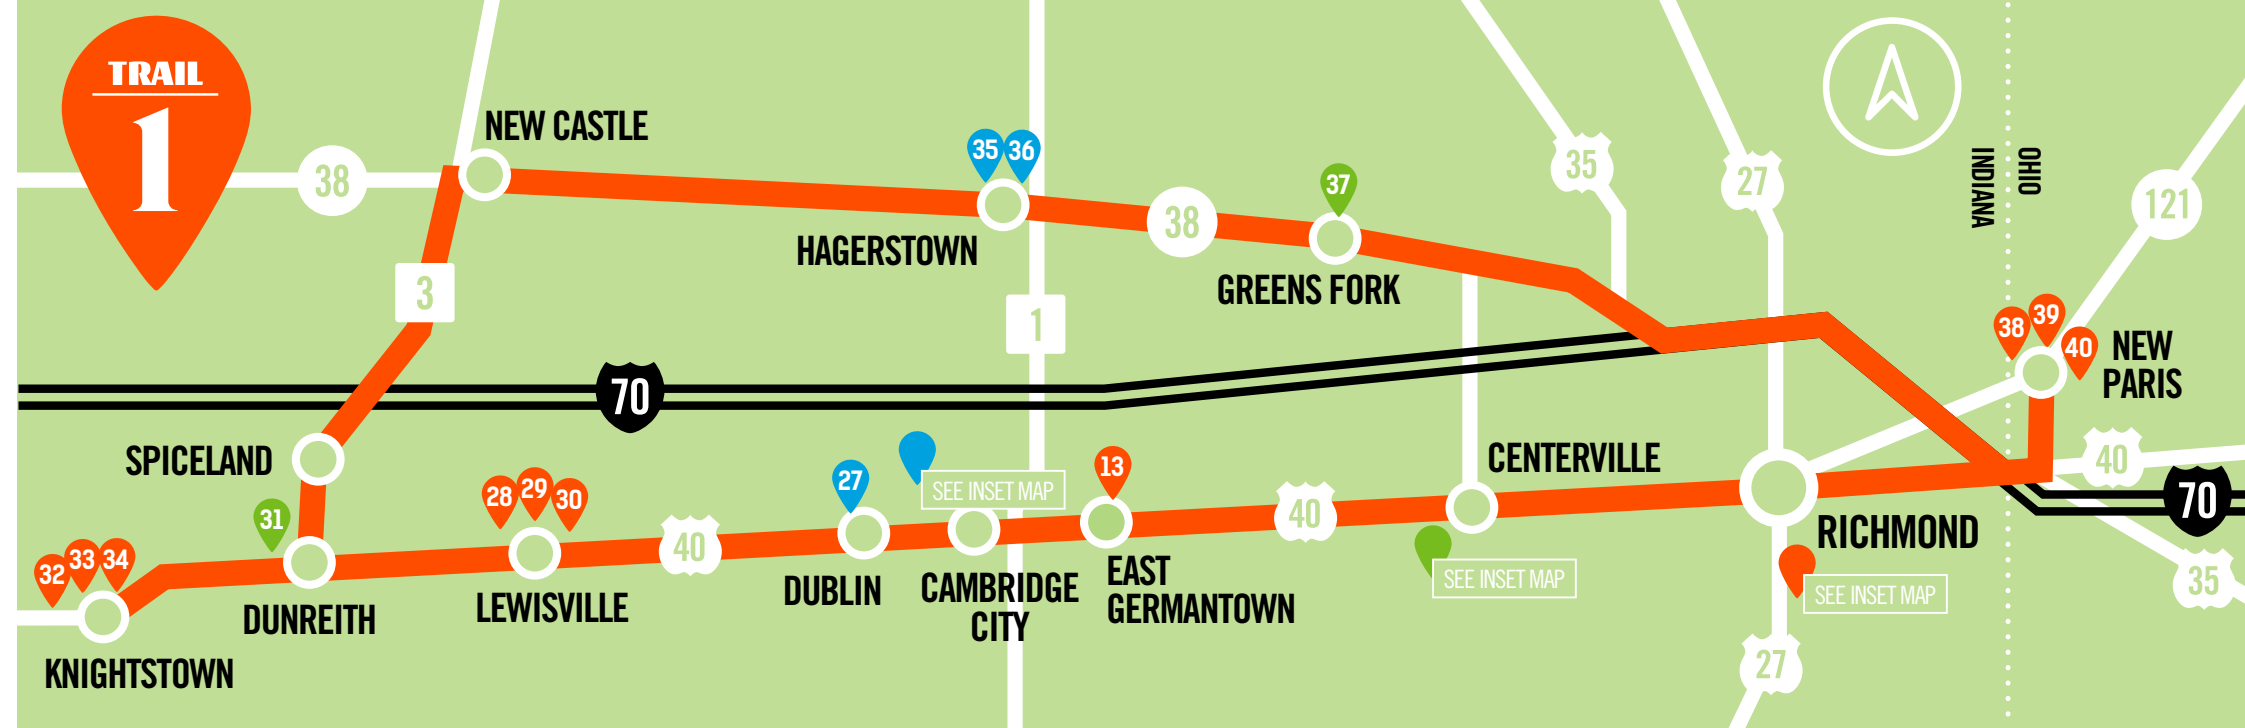 TRAIL
1
NEW CASTLE
38
35
36
HAGERSTOWN
38
37
GREENS FORK
35
27
INDIANA
OHIO
121
3
1
38
39
40
NEW
PARIS
70
SPICELAND
CENTERVILLE
40
70
31
28
29
30
27
SEE INSET MAP
13
40
40
32
33
34
DUNREITH
LEWISVILLE
DUBLIN
CAMBRIDGE
CITY
EAST
GERMANTOWN
SEE INSET MAP
RICHMOND
SEE INSET MAP
35
KNIGHTSTOWN
27